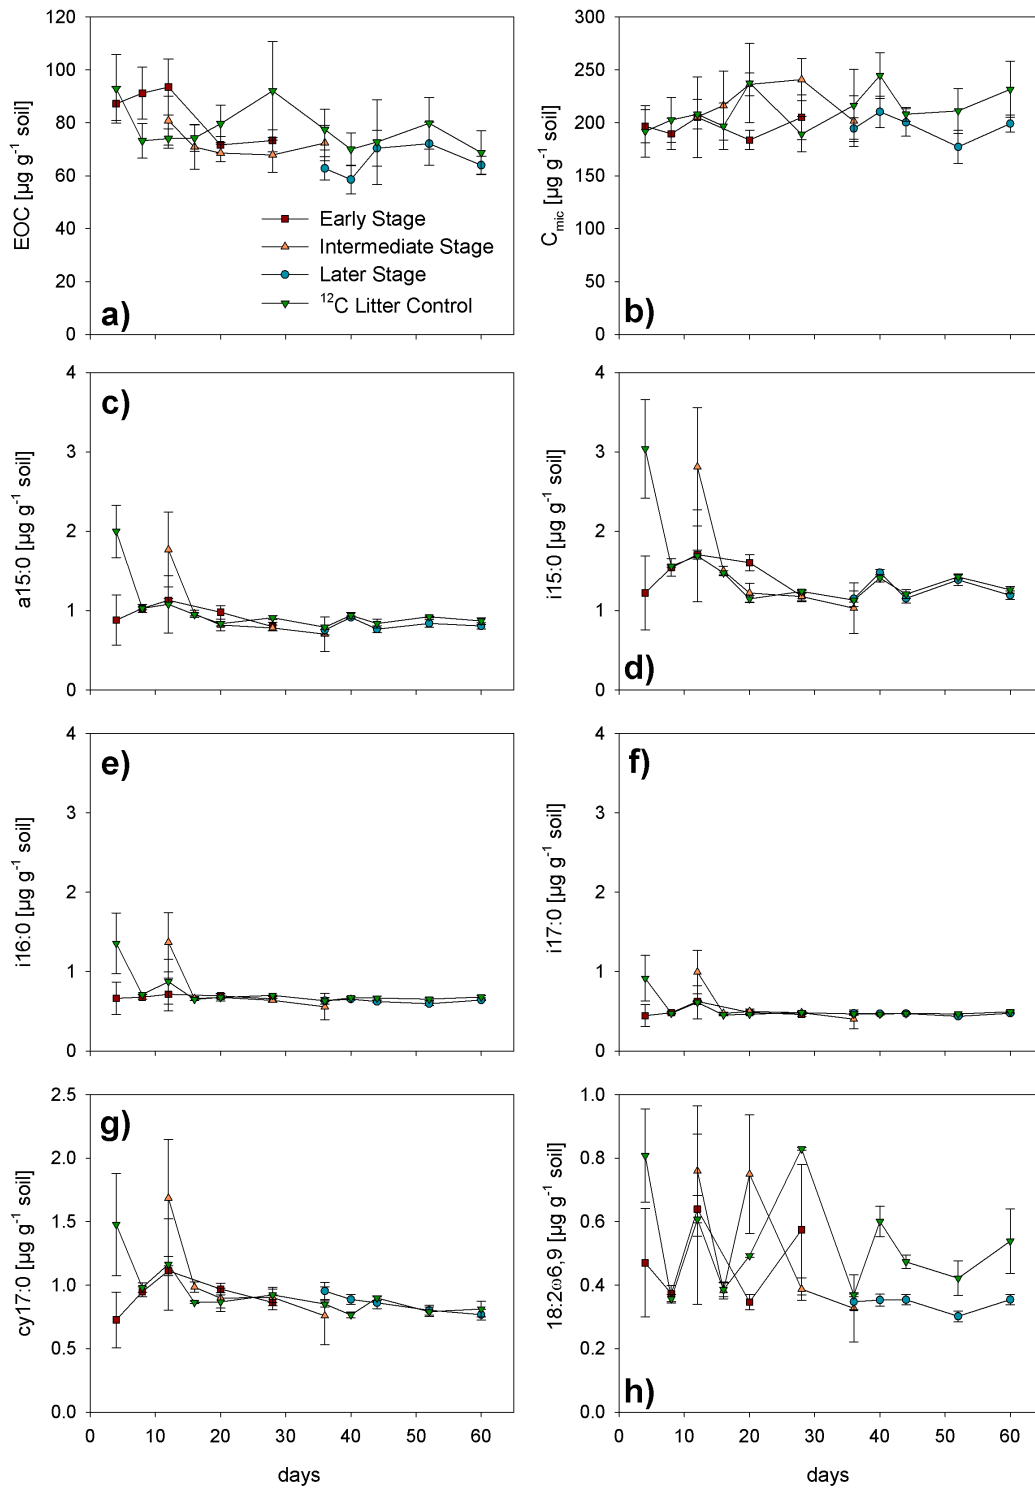 120
100
80
60
40
20
0
EOC [µg g⁻¹ soil]
Early Stage
Intermediate Stage
Later Stage
¹²C Litter Control
a)
300
250
200
150
100
50
0
Cₘᵢc [µg g⁻¹ soil]
b)
4
3
2
1
0
a15:0 [µg g⁻¹ soil]
c)
4
3
2
1
0
i15:0 [µg g⁻¹ soil]
d)
4
3
2
1
0
i16:0 [µg g⁻¹ soil]
e)
4
3
2
1
0
i17:0 [µg g⁻¹ soil]
f)
2.5
2.0
1.5
1.0
0.5
0.0
cy17:0 [µg g⁻¹ soil]
g)
0 10 20 30 40 50 60
days
1.0
0.8
0.6
0.4
0.2
0.0
18:2ω6,9 [µg g⁻¹ soil]
h)
0 10 20 30 40 50 60
days